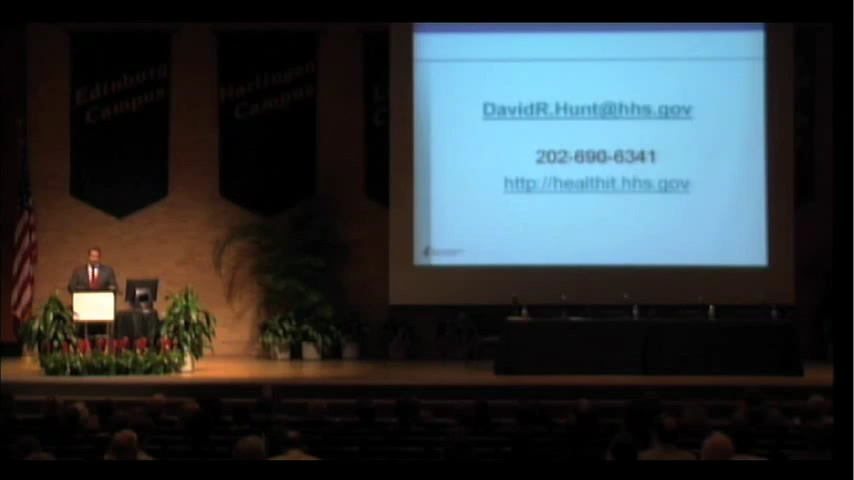 Edinburg
Campus
Harlingen
Campus
DavidR.Hunt@hhs.gov
202-690-6341
http://healthit.hhs.gov